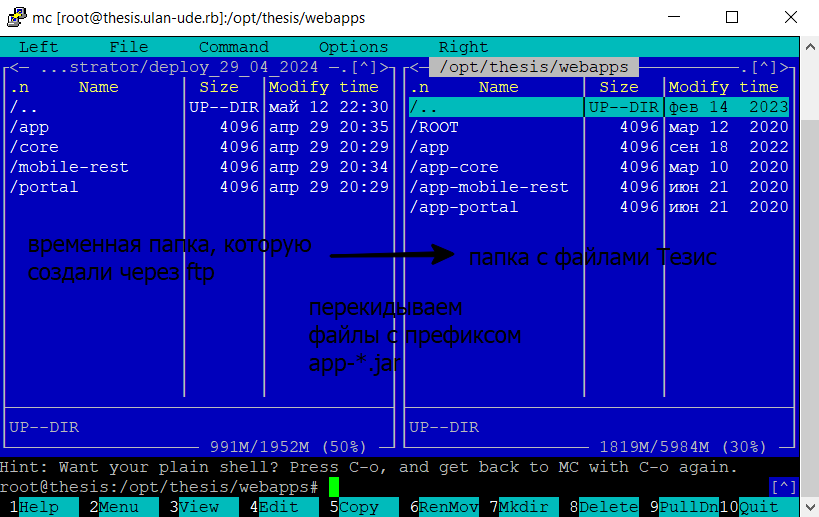 mc [root@thesis.ulan-ude.rb]:/opt/thesis/webapps
Left File Command Options Right
<— ...strator/deploy_29_04_2024 —.[^]>
.n Name Size Modify time
/.. UP--DIR май 12 22:30
/app 4096 апр 29 20:35
/core 4096 апр 29 20:29
/mobile-rest 4096 апр 29 20:34
/portal 4096 апр 29 20:29
UP--DIR
991M/1952M (50%)
<— /opt/thesis/webapps .[^]>
.n Name Size Modify time
/.. UP--DIR фев 14 2023
/ROOT 4096 мар 12 2020
/app 4096 сен 18 2022
/app-core 4096 мар 10 2020
/app-mobile-rest 4096 июн 21 2020
/app-portal 4096 июн 21 2020
UP--DIR
1819M/5984M (30%)
временная папка, которую
создали через ftp
папка с файлами Тезис
перекидываем
файлы с префиксом
app-*.jar
Hint: Want your plain shell? Press C-o, and get back to MC with C-o again.
root@thesis:/opt/thesis/webapps# [^]
1Help 2Menu 3View 4Edit 5Copy 6RenMov 7Mkdir 8Delete 9PullDn 10Quit